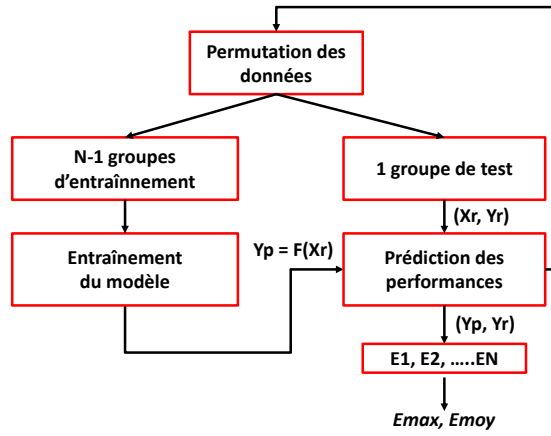 Permutation des
données
N-1 groupes
d'entraînnement
1 groupe de test
(Xr, Yr)
Entraînement
du modèle
Yp = F(Xr)
Prédiction des
performances
(Yp, Yr)
E1, E2, …..EN
Emax, Emoy